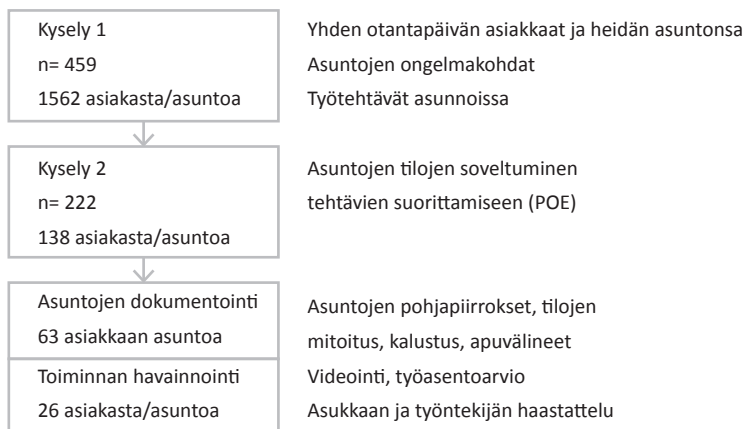 Kysely 1
n= 459
1562 asiakasta/asuntoa
Yhden otantapäivän asiakkaat ja heidän asuntonsa
Asuntojen ongelmakohdat
Työtehtävät asunnoissa
Kysely 2
n= 222
138 asiakasta/asuntoa
Asuntojen tilojen soveltuminen
tehtävien suorittamiseen (POE)
Asuntojen dokumentointi
63 asiakkaan asuntoa
Asuntojen pohjapiirrokset, tilojen
mitoitus, kalustus, apuvälineet
Toiminnan havainnointi
26 asiakasta/asuntoa
Videointi, työasentoarvio
Asukkaan ja työntekijän haastattelu